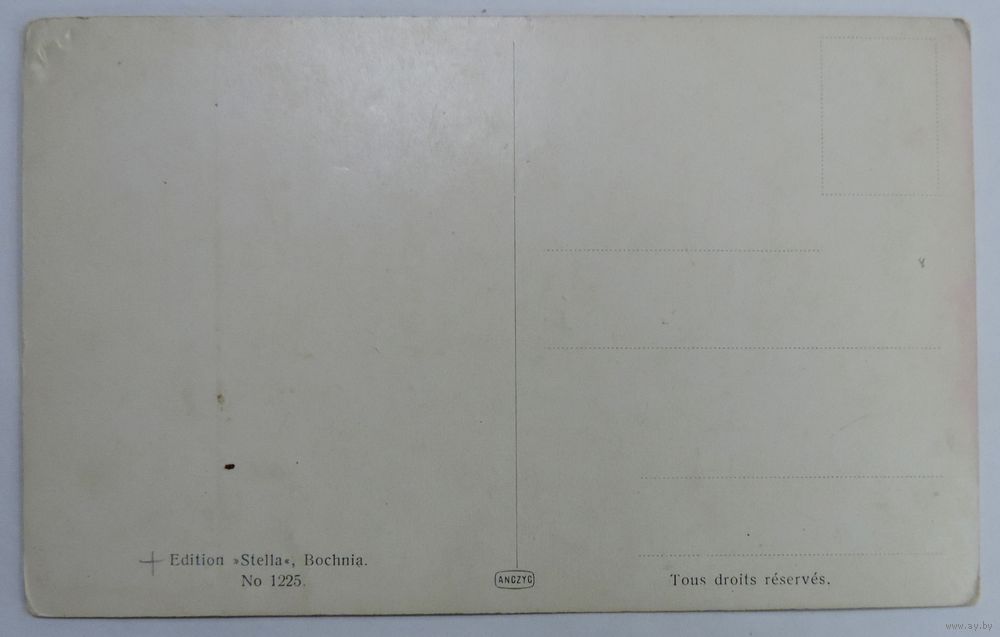 Edition »Stella«, Bochnia.
No 1225.
ANCZYC
Tous droits réservés.
www.ay.by